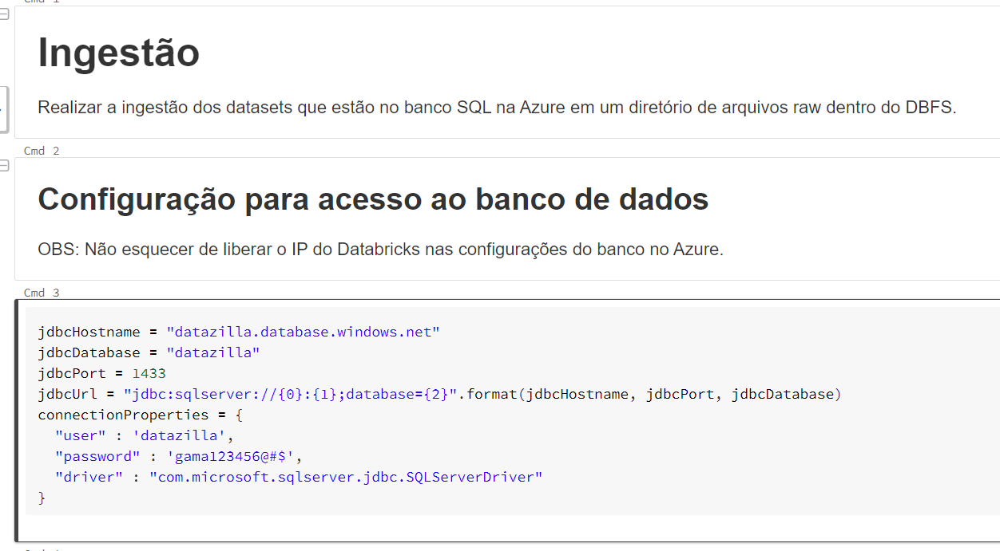 Cmd 1
Ingestão
Realizar a ingestão dos datasets que estão no banco SQL na Azure em um diretório de arquivos raw dentro do DBFS.
Cmd 2
Configuração para acesso ao banco de dados
OBS: Não esquecer de liberar o IP do Databricks nas configurações do banco no Azure.
Cmd 3
jdbcHostname = "datazilla.database.windows.net"
jdbcDatabase = "datazilla"
jdbcPort = 1433
jdbcUrl = "jdbc:sqlserver://{0}:{1};database={2}".format(jdbcHostname, jdbcPort, jdbcDatabase)
connectionProperties = {
  "user" : 'datazilla',
  "password" : 'gama123456@#$',
  "driver" : "com.microsoft.sqlserver.jdbc.SQLServerDriver"
}